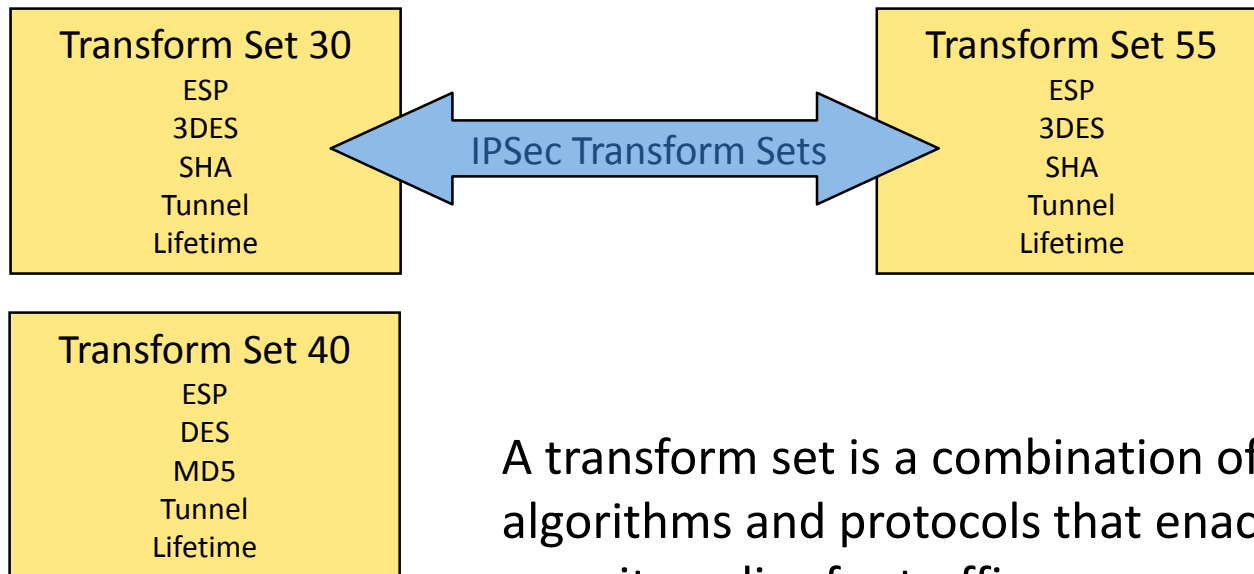 Transform Set 30
ESP
3DES
SHA
Tunnel
Lifetime
IPSec Transform Sets
Transform Set 55
ESP
3DES
SHA
Tunnel
Lifetime
Transform Set 40
ESP
DES
MD5
Tunnel
Lifetime
A transform set is a combination of
algorithms and protocols that enac